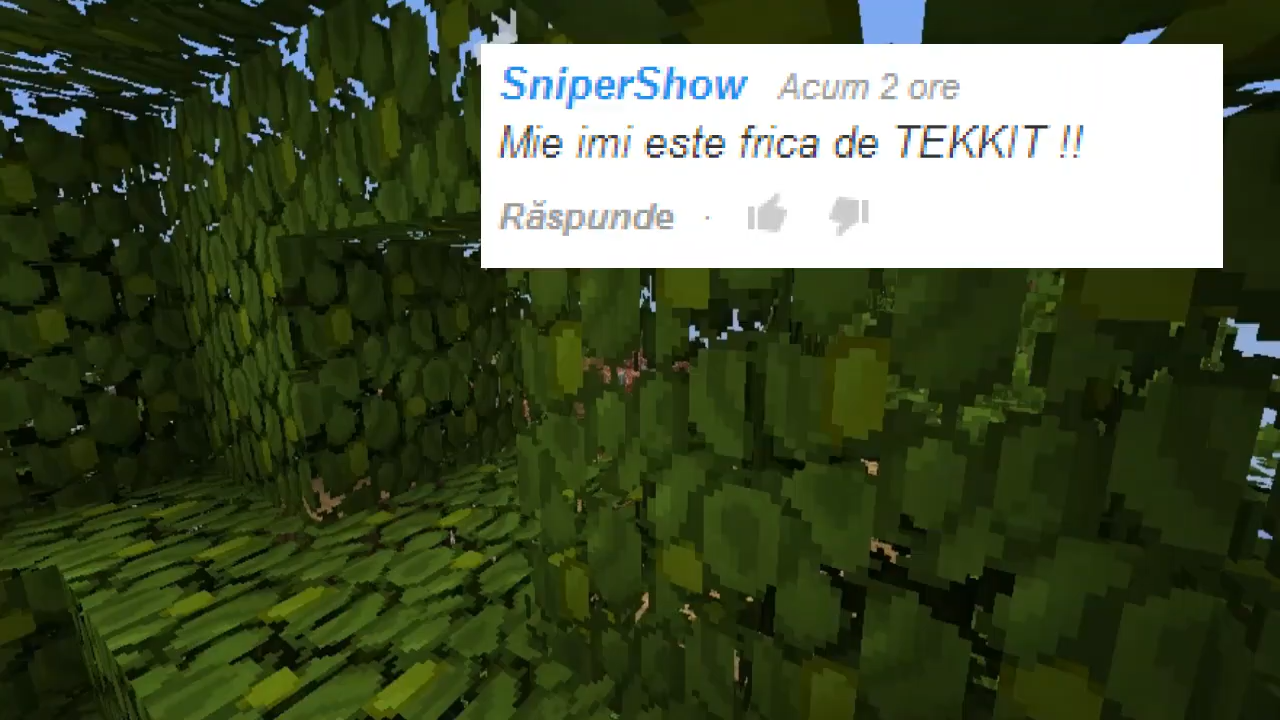 SniperShow Acum 2 ore
Mie imi este frica de TEKKIT !!
Răspunde ·